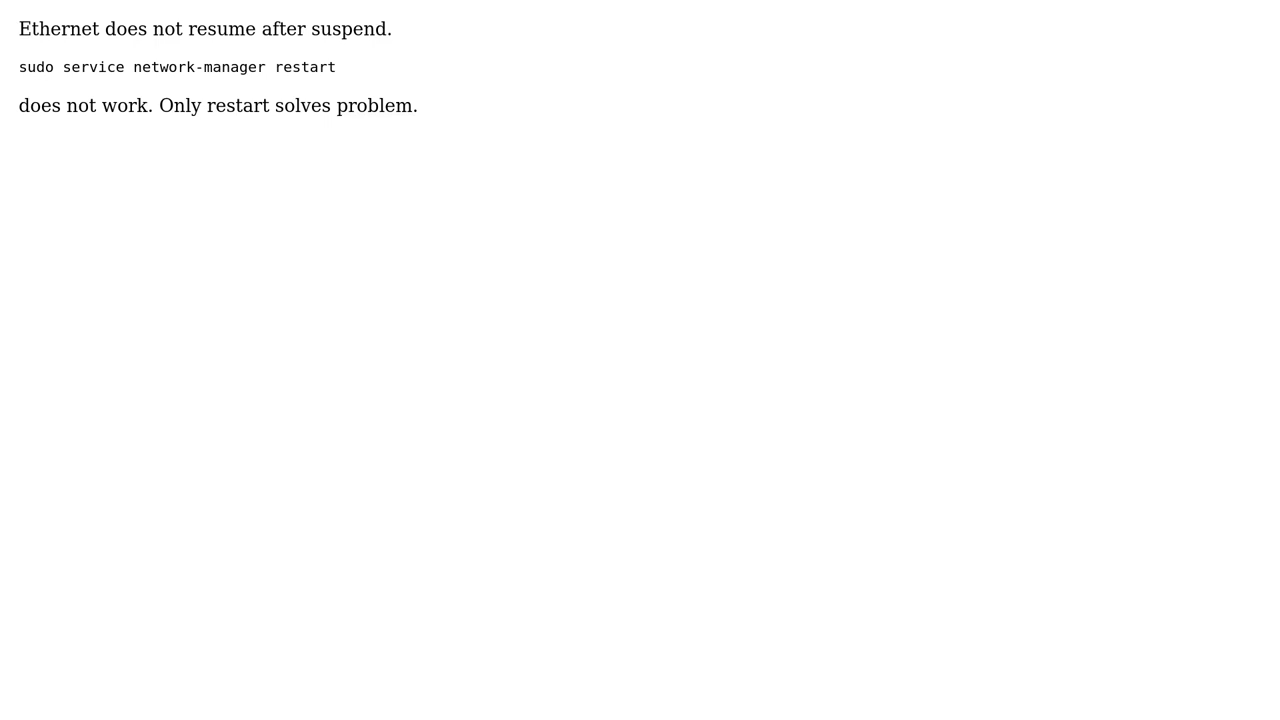 Ethernet does not resume after suspend.
sudo service network-manager restart
does not work. Only restart solves problem.